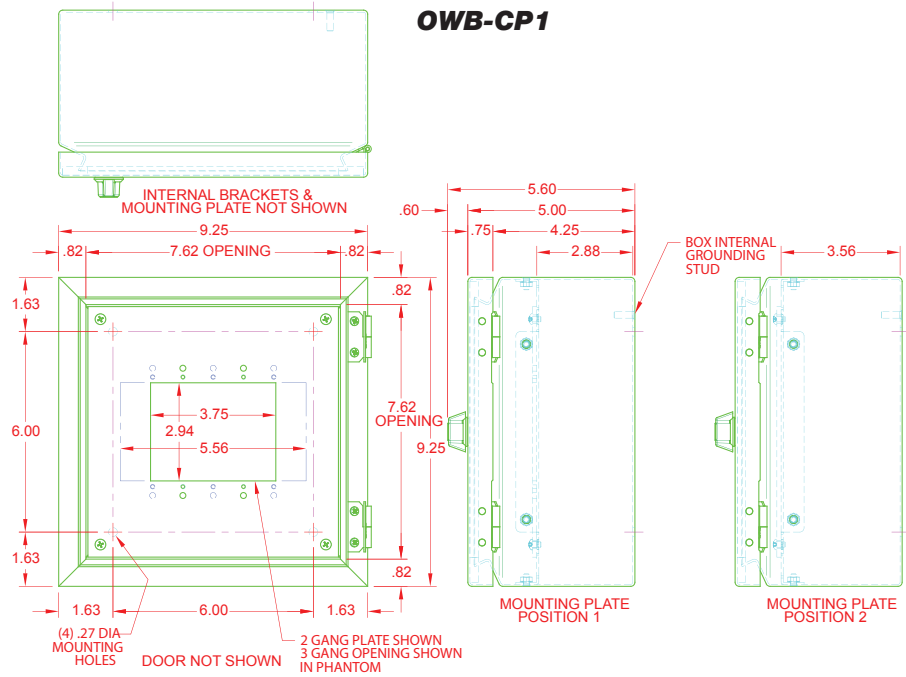 OWB-CP1
INTERNAL BRACKETS &
MOUNTING PLATE NOT SHOWN
9.25
.82
7.62 OPENING
.82
1.63
6.00
1.63
.82
7.62
OPENING
9.25
.82
3.75
2.94
5.56
1.63
6.00
1.63
(4) .27 DIA
MOUNTING
HOLES
DOOR NOT SHOWN
2 GANG PLATE SHOWN
3 GANG OPENING SHOWN
IN PHANTOM
5.60
.60
5.00
.75
4.25
2.88
BOX INTERNAL
GROUNDING
STUD
MOUNTING PLATE
POSITION 1
3.56
MOUNTING PLATE
POSITION 2